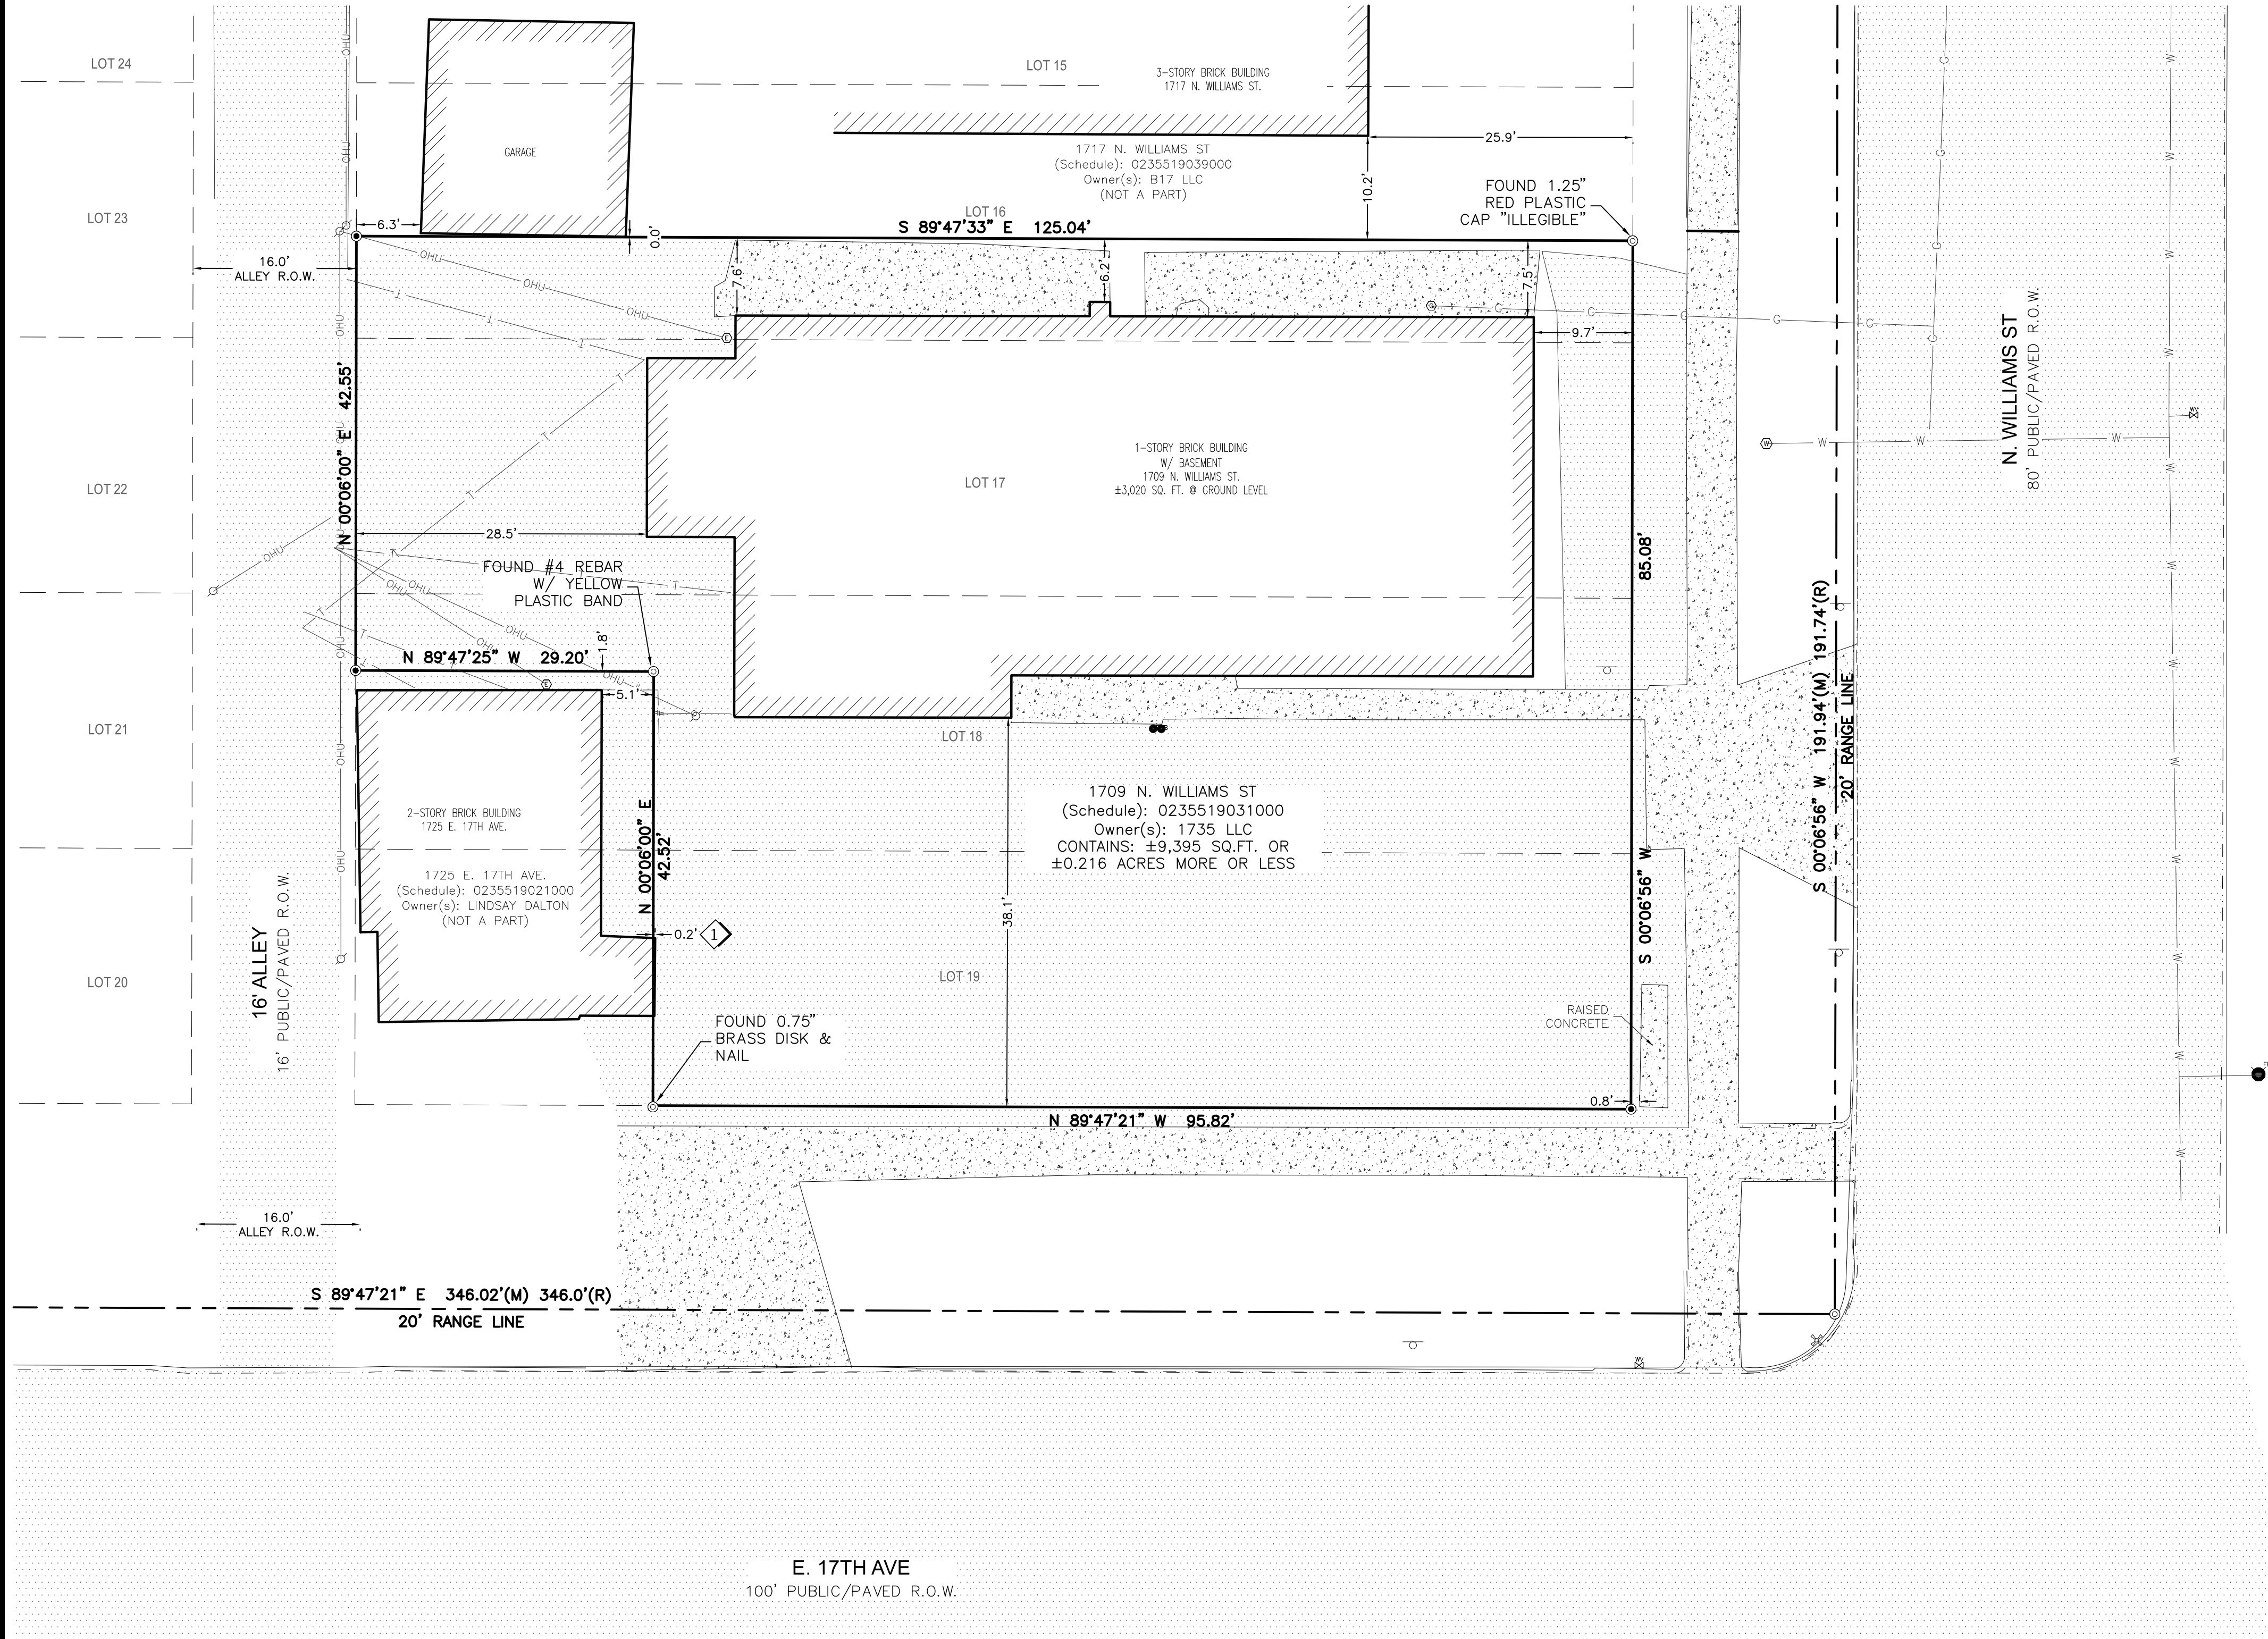 LOT 24
LOT 15
3-STORY BRICK BUILDING
1717 N. WILLIAMS ST.
GARAGE
25.9'
1717 N. WILLIAMS ST
(Schedule): 0235519039000
Owner(s): B17 LLC
(NOT A PART)
10.2'
FOUND 1.25"
RED PLASTIC
CAP "ILLEGIBLE"
LOT 23
LOT 16
6.3'
0.0'
S 89°47'33" E 125.04'
16.0'
ALLEY R.O.W.
7.6'
6.2'
7.5'
9.7'
N. WILLIAMS ST
80' PUBLIC/PAVED R.O.W.
N 00°06'00" E 42.55'
1-STORY BRICK BUILDING
W/ BASEMENT
1709 N. WILLIAMS ST.
±3,020 SQ. FT. @ GROUND LEVEL
LOT 22
LOT 17
28.5'
FOUND #4 REBAR
W/ YELLOW
PLASTIC BAND
85.08'
1.8'
N 89°47'25" W 29.20'
5.1'
LOT 21
LOT 18
S 00°06'56" W 191.94'(M) 191.74'(R)
20' RANGE LINE
2-STORY BRICK BUILDING
1725 E. 17TH AVE.
1709 N. WILLIAMS ST
(Schedule): 0235519031000
Owner(s): 1735 LLC
CONTAINS: ±9,395 SQ.FT. OR
±0.216 ACRES MORE OR LESS
N 00°06'00" E
42.52'
1725 E. 17TH AVE.
(Schedule): 0235519021000
Owner(s): LINDSAY DALTON
(NOT A PART)
38.1'
S 00°06'56" W
0.2'
1
16' ALLEY
16' PUBLIC/PAVED R.O.W.
LOT 20
LOT 19
FOUND 0.75"
BRASS DISK &
NAIL
RAISED
CONCRETE
0.8'
N 89°47'21" W 95.82'
16.0'
ALLEY R.O.W.
S 89°47'21" E 346.02'(M) 346.0'(R)
20' RANGE LINE
WV
E. 17TH AVE
100' PUBLIC/PAVED R.O.W.
OHU
T
G
W
E
WV